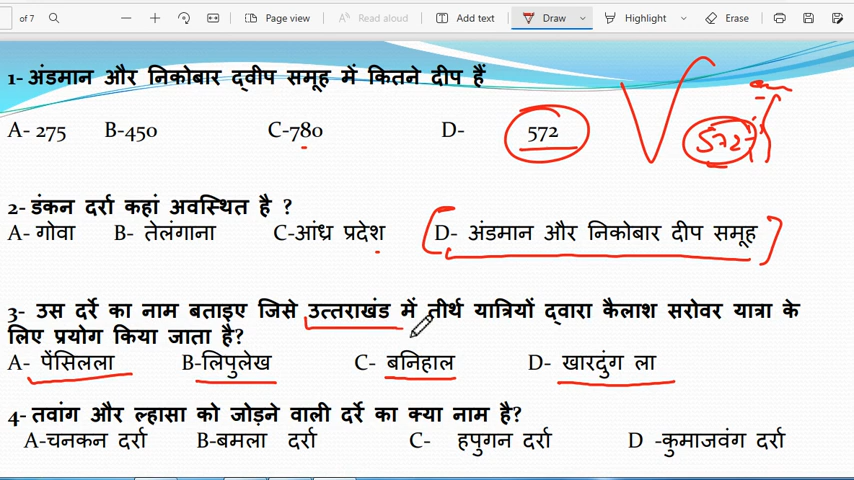 of 7 Page view Read aloud Add text Draw Highlight Erase
1- अंडमान और निकोबार द्वीप समूह में कितने दीप हैं
A- 275 B-450 C-780 D- 572 572
2- डंकन दर्रा कहां अवस्थित है ?
A- गोवा B- तेलंगाना C-आंध्र प्रदेश D- अंडमान और निकोबार दीप समूह
3- उस दर्रे का नाम बताइए जिसे उत्तराखंड में तीर्थ यात्रियों द्वारा कैलाश सरोवर यात्रा के
लिए प्रयोग किया जाता है?
A- पेंसिलला B-लिपुलेख C- बनिहाल D- खारदुंग ला
4- तवांग और ल्हासा को जोड़ने वाली दर्रे का क्या नाम है?
A-चनकन दर्रा B-बमला दर्रा C- हपुगन दर्रा D -कुमाजवंग दर्रा